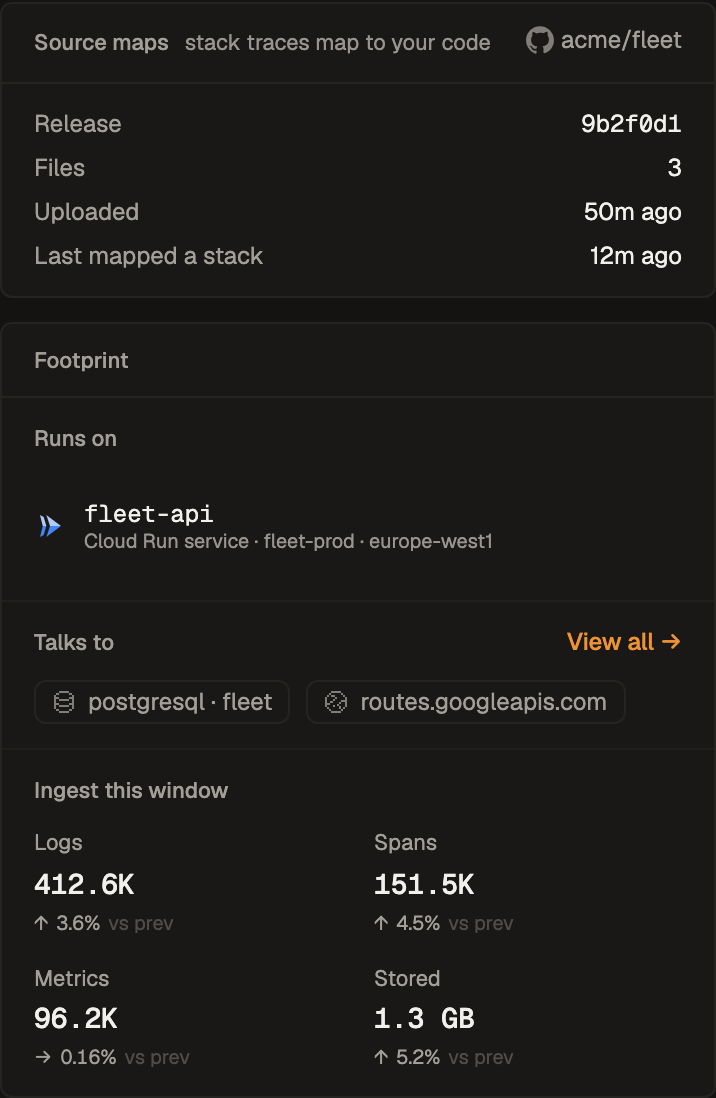 Source maps stack traces map to your code acme/fleet
Release 9b2f0d1
Files 3
Uploaded 50m ago
Last mapped a stack 12m ago
Footprint
Runs on
fleet-api
Cloud Run service · fleet-prod · europe-west1
Talks to View all →
postgresql · fleet routes.googleapis.com
Ingest this window
Logs Spans
412.6K 151.5K
↑ 3.6% vs prev ↑ 4.5% vs prev
Metrics Stored
96.2K 1.3 GB
→ 0.16% vs prev ↑ 5.2% vs prev